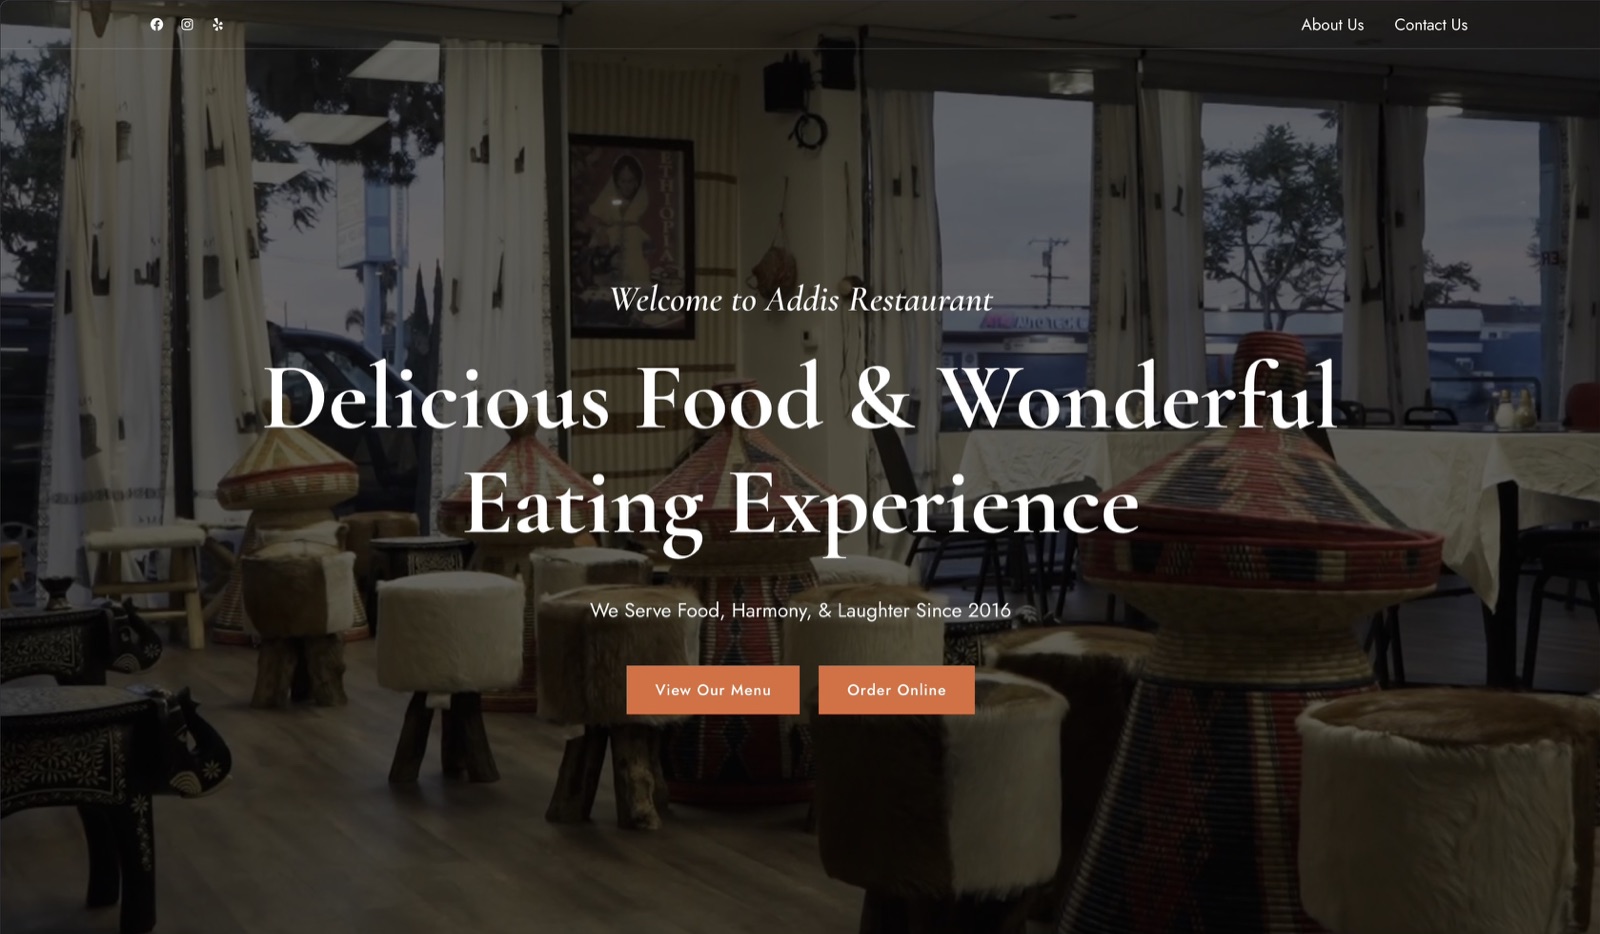 About Us Contact Us
ETHIOPIA
Welcome to Addis Restaurant
Delicious Food & Wonderful
Eating Experience
We Serve Food, Harmony, & Laughter Since 2016
View Our Menu Order Online